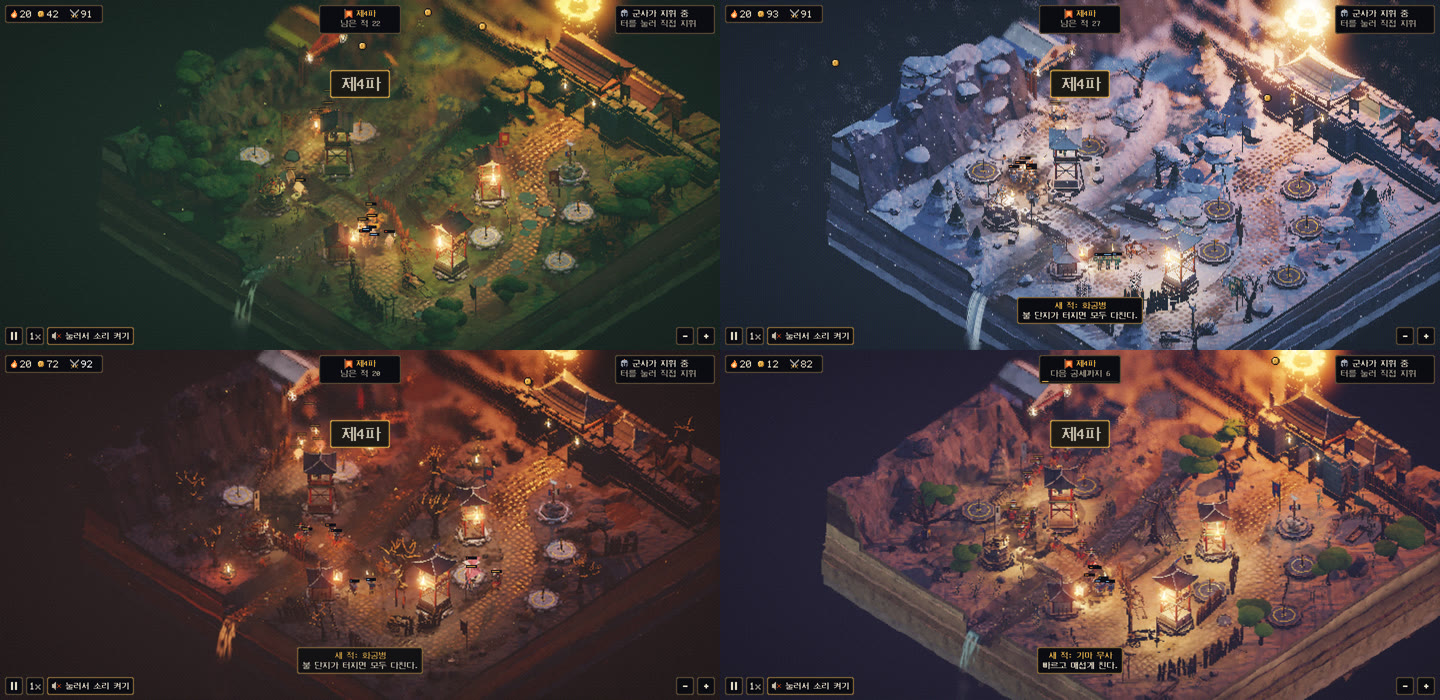 20 42 91
제4파
남은 적 22
군사가 지휘 중
터를 눌러 직접 지휘
제4파
1x 눌러서 소리 켜기
- +
20 93 91
제4파
남은 적 27
군사가 지휘 중
터를 눌러 직접 지휘
제4파
새 적: 화공병
불 단지가 터지면 모두 다친다.
1x 눌러서 소리 켜기
- +
20 72 92
제4파
남은 적 20
군사가 지휘 중
터를 눌러 직접 지휘
제4파
새 적: 화공병
불 단지가 터지면 모두 다친다.
1x 눌러서 소리 켜기
- +
20 12 82
제4파
다음 공세까지 6
군사가 지휘 중
터를 눌러 직접 지휘
제4파
새 적: 기마 무사
빠르고 매섭게 친다.
1x 눌러서 소리 켜기
- +